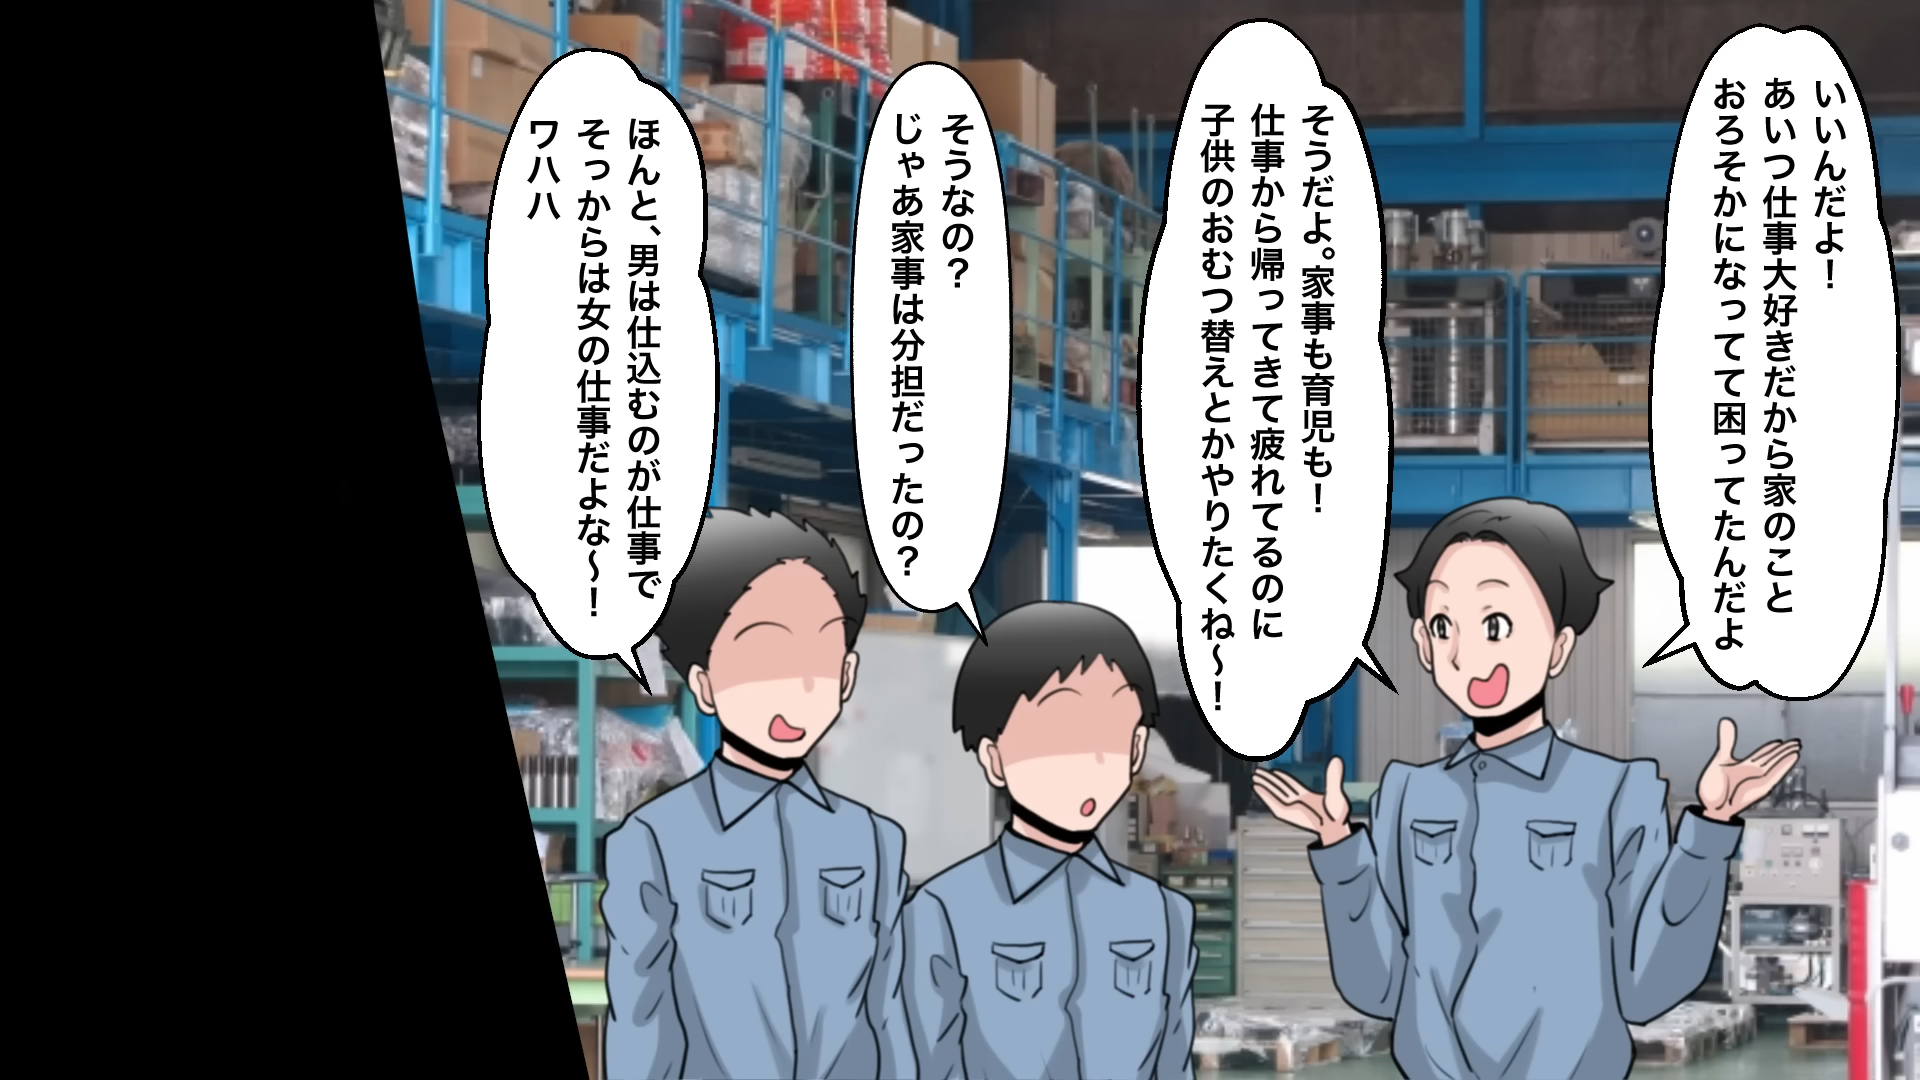 いいんだよ！
あいつ仕事大好きだから家のこと
おろそかになってて困ってたんだよ
そうだよ。家事も育児も！
仕事から帰ってきて疲れてるのに
子供のおむつ替えとかやりたくね～！
そうなの？
じゃあ家事は分担だったの？
ほんと、男は仕込むのが仕事で
そっからは女の仕事だよな～！
ワハハ